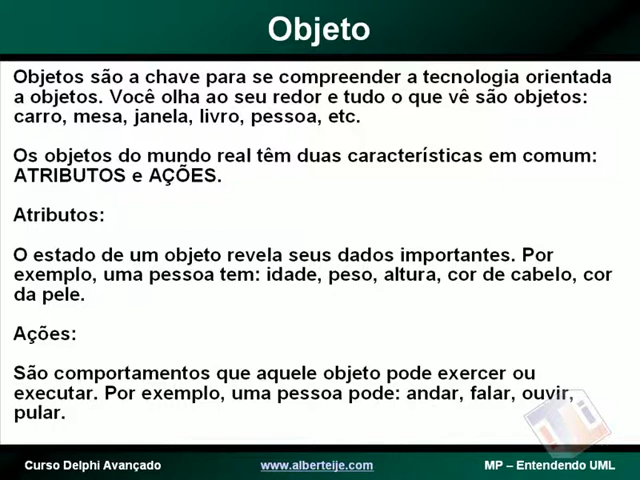 Objeto
Objetos são a chave para se compreender a tecnologia orientada
a objetos. Você olha ao seu redor e tudo o que vê são objetos:
carro, mesa, janela, livro, pessoa, etc.
Os objetos do mundo real têm duas características em comum:
ATRIBUTOS e AÇÕES.
Atributos:
O estado de um objeto revela seus dados importantes. Por
exemplo, uma pessoa tem: idade, peso, altura, cor de cabelo, cor
da pele.
Ações:
São comportamentos que aquele objeto pode exercer ou
executar. Por exemplo, uma pessoa pode: andar, falar, ouvir,
pular.
Curso Delphi Avançado
www.alberteije.com
MP – Entendendo UML